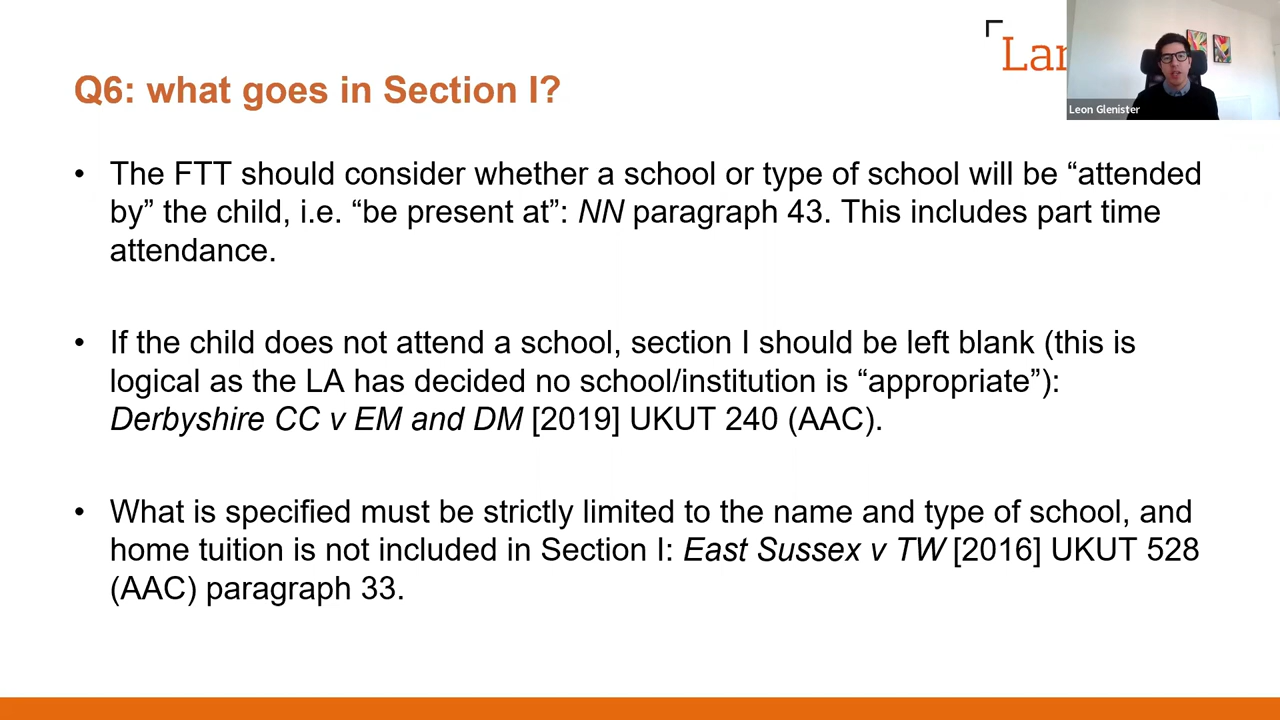 Lan
Leon Glenister
Q6: what goes in Section I?
• The FTT should consider whether a school or type of school will be “attended
by” the child, i.e. “be present at”: NN paragraph 43. This includes part time
attendance.
• If the child does not attend a school, section I should be left blank (this is
logical as the LA has decided no school/institution is “appropriate”):
Derbyshire CC v EM and DM [2019] UKUT 240 (AAC).
• What is specified must be strictly limited to the name and type of school, and
home tuition is not included in Section I: East Sussex v TW [2016] UKUT 528
(AAC) paragraph 33.